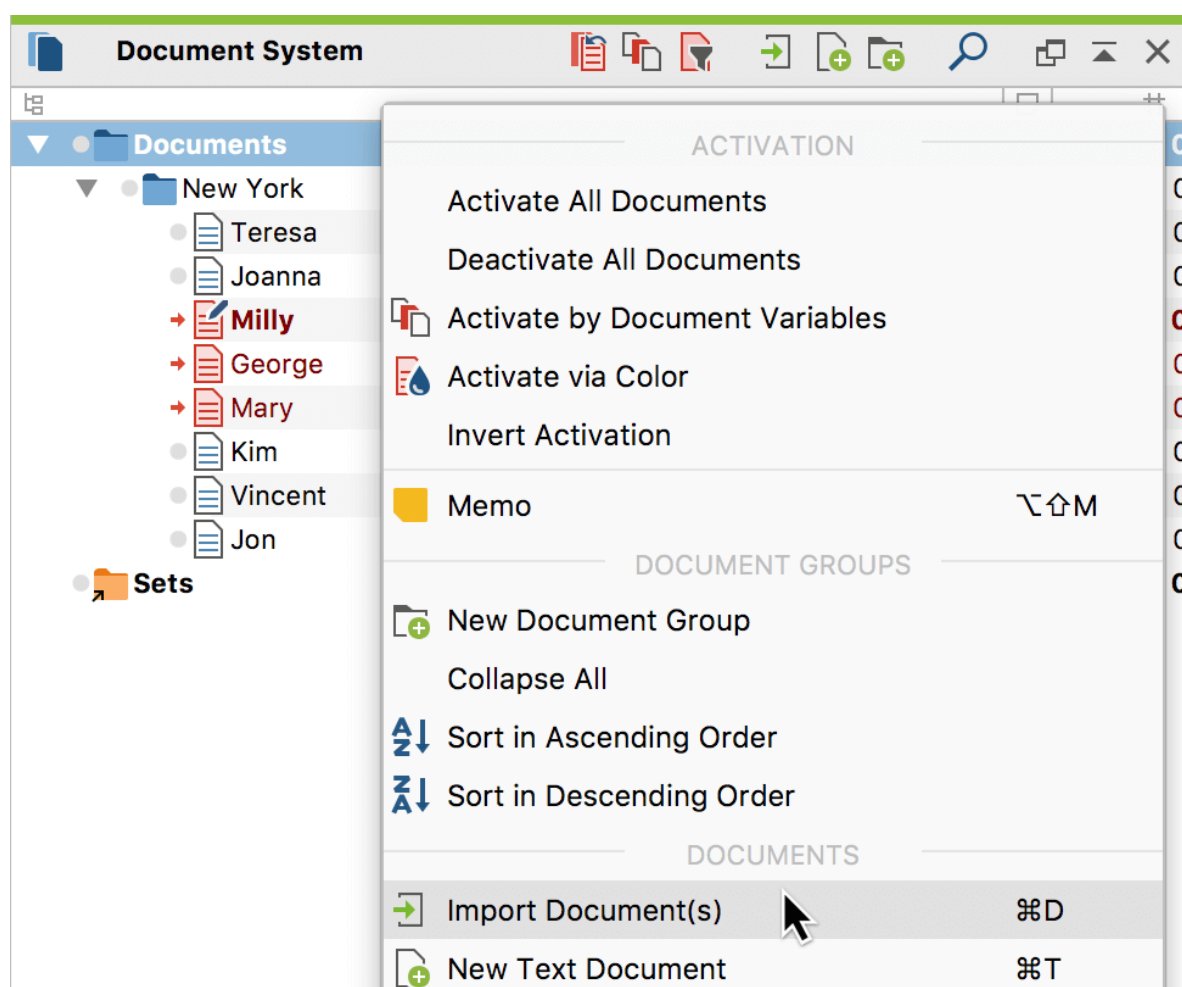 Document System
Documents
New York
Teresa
Joanna
Milly
George
Mary
Kim
Vincent
Jon
Sets
ACTIVATION
Activate All Documents
Deactivate All Documents
Activate by Document Variables
Activate via Color
Invert Activation
Memo ⌥⇧M
DOCUMENT GROUPS
New Document Group
Collapse All
Sort in Ascending Order
Sort in Descending Order
DOCUMENTS
Import Document(s) ⌘D
New Text Document ⌘T